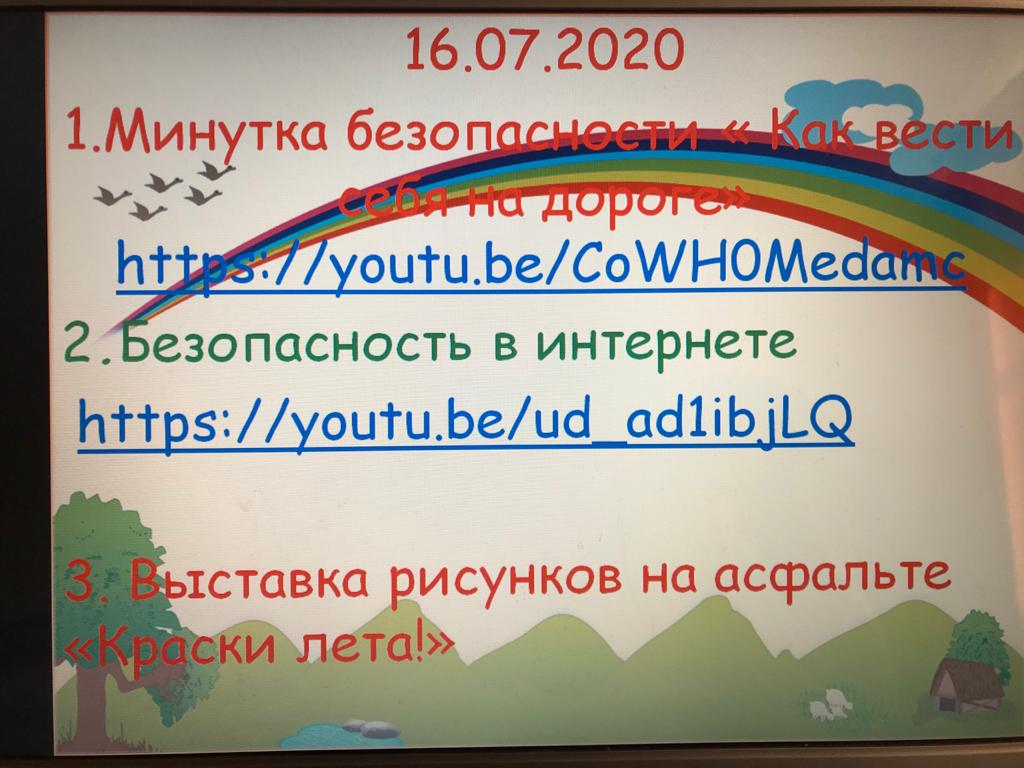 16.07.2020
1.Минутка безопасности « Как вести
себя на дороге»
https://youtu.be/CoWH0Medamc
2.Безопасность в интернете
https://youtu.be/ud_ad1ibjLQ
3. Выставка рисунков на асфальте
«Краски лета!»